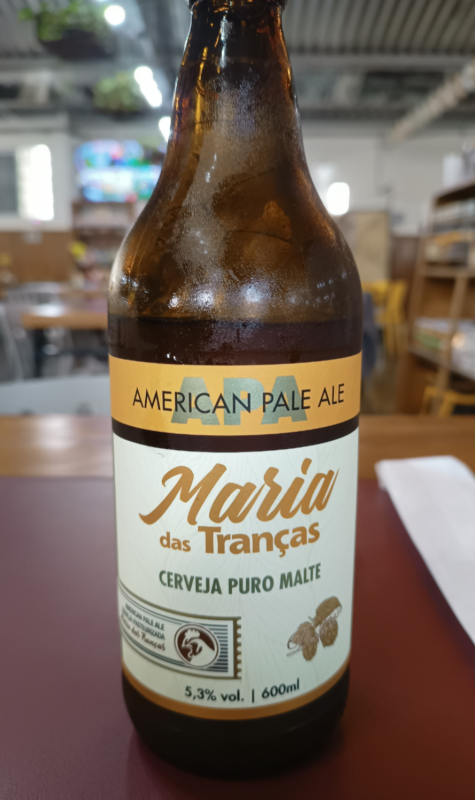 APA
AMERICAN PALE ALE
Maria
das Tranças
CERVEJA PURO MALTE
AMERICAN PALE ALE
5,3% vol. | 600ml